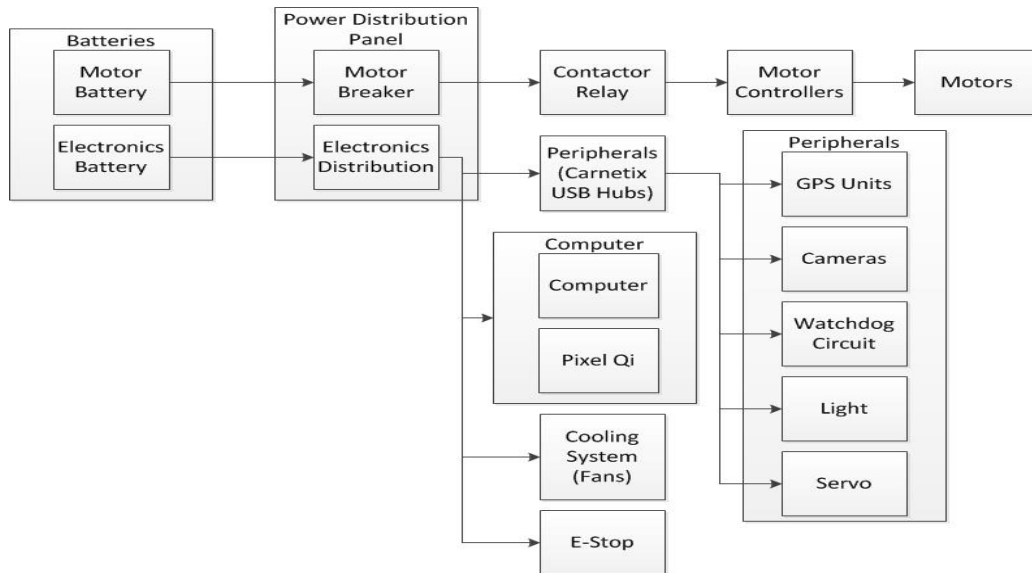 Batteries
Motor
Battery
Electronics
Battery
Power Distribution
Panel
Motor
Breaker
Electronics
Distribution
Contactor
Relay
Motor
Controllers
Motors
Peripherals
(Carnetix
USB Hubs)
Computer
Computer
Pixel Qi
Cooling
System
(Fans)
E-Stop
Peripherals
GPS Units
Cameras
Watchdog
Circuit
Light
Servo